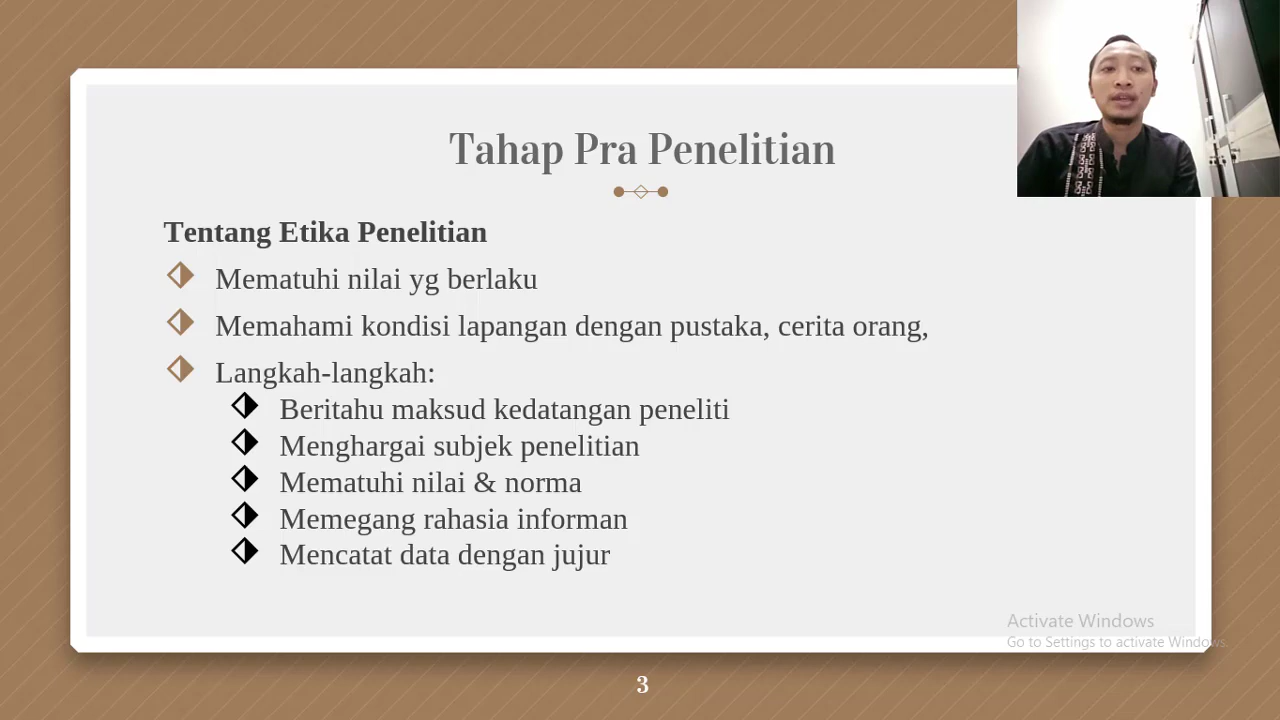 Tahap Pra Penelitian
Tentang Etika Penelitian
Mematuhi nilai yg berlaku
Memahami kondisi lapangan dengan pustaka, cerita orang,
Langkah-langkah:
Beritahu maksud kedatangan peneliti
Menghargai subjek penelitian
Mematuhi nilai & norma
Memegang rahasia informan
Mencatat data dengan jujur
Activate Windows
Go to Settings to activate Windows.
3